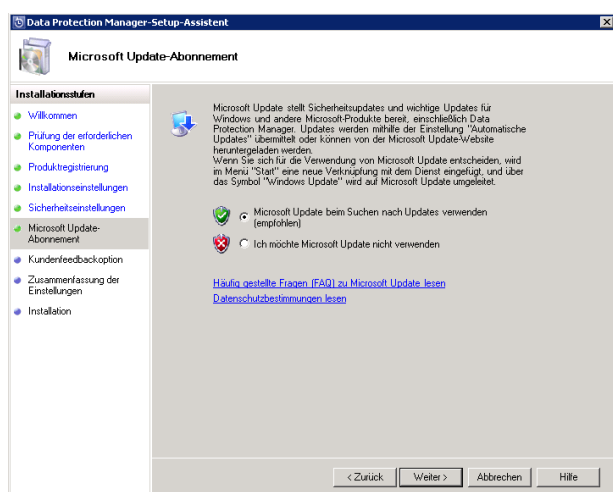 Data Protection Manager-Setup-Assistent
Microsoft Update-Abonnement
Installationsstufen
Willkommen
Prüfung der erforderlichen
Komponenten
Produktregistrierung
Installationseinstellungen
Sicherheitseinstellungen
Microsoft Update-
Abonnement
Kundenfeedbackoption
Zusammenfassung der
Einstellungen
Installation
Microsoft Update stellt Sicherheitsupdates und wichtige Updates für
Windows und andere Microsoft-Produkte bereit, einschließlich Data
Protection Manager. Updates werden mithilfe der Einstellung "Automatische
Updates" übermittelt oder können von der Microsoft Update-Website
heruntergeladen werden.
Wenn Sie sich für die Verwendung von Microsoft Update entscheiden, wird
im Menü "Start" eine neue Verknüpfung mit dem Dienst eingefügt, und über
das Symbol "Windows Update" wird auf Microsoft Update umgeleitet.
Microsoft Update beim Suchen nach Updates verwenden
(empfohlen)
Ich möchte Microsoft Update nicht verwenden
Häufig gestellte Fragen (FAQ) zu Microsoft Update lesen
Datenschutzbestimmungen lesen
< Zurück
Weiter >
Abbrechen
Hilfe